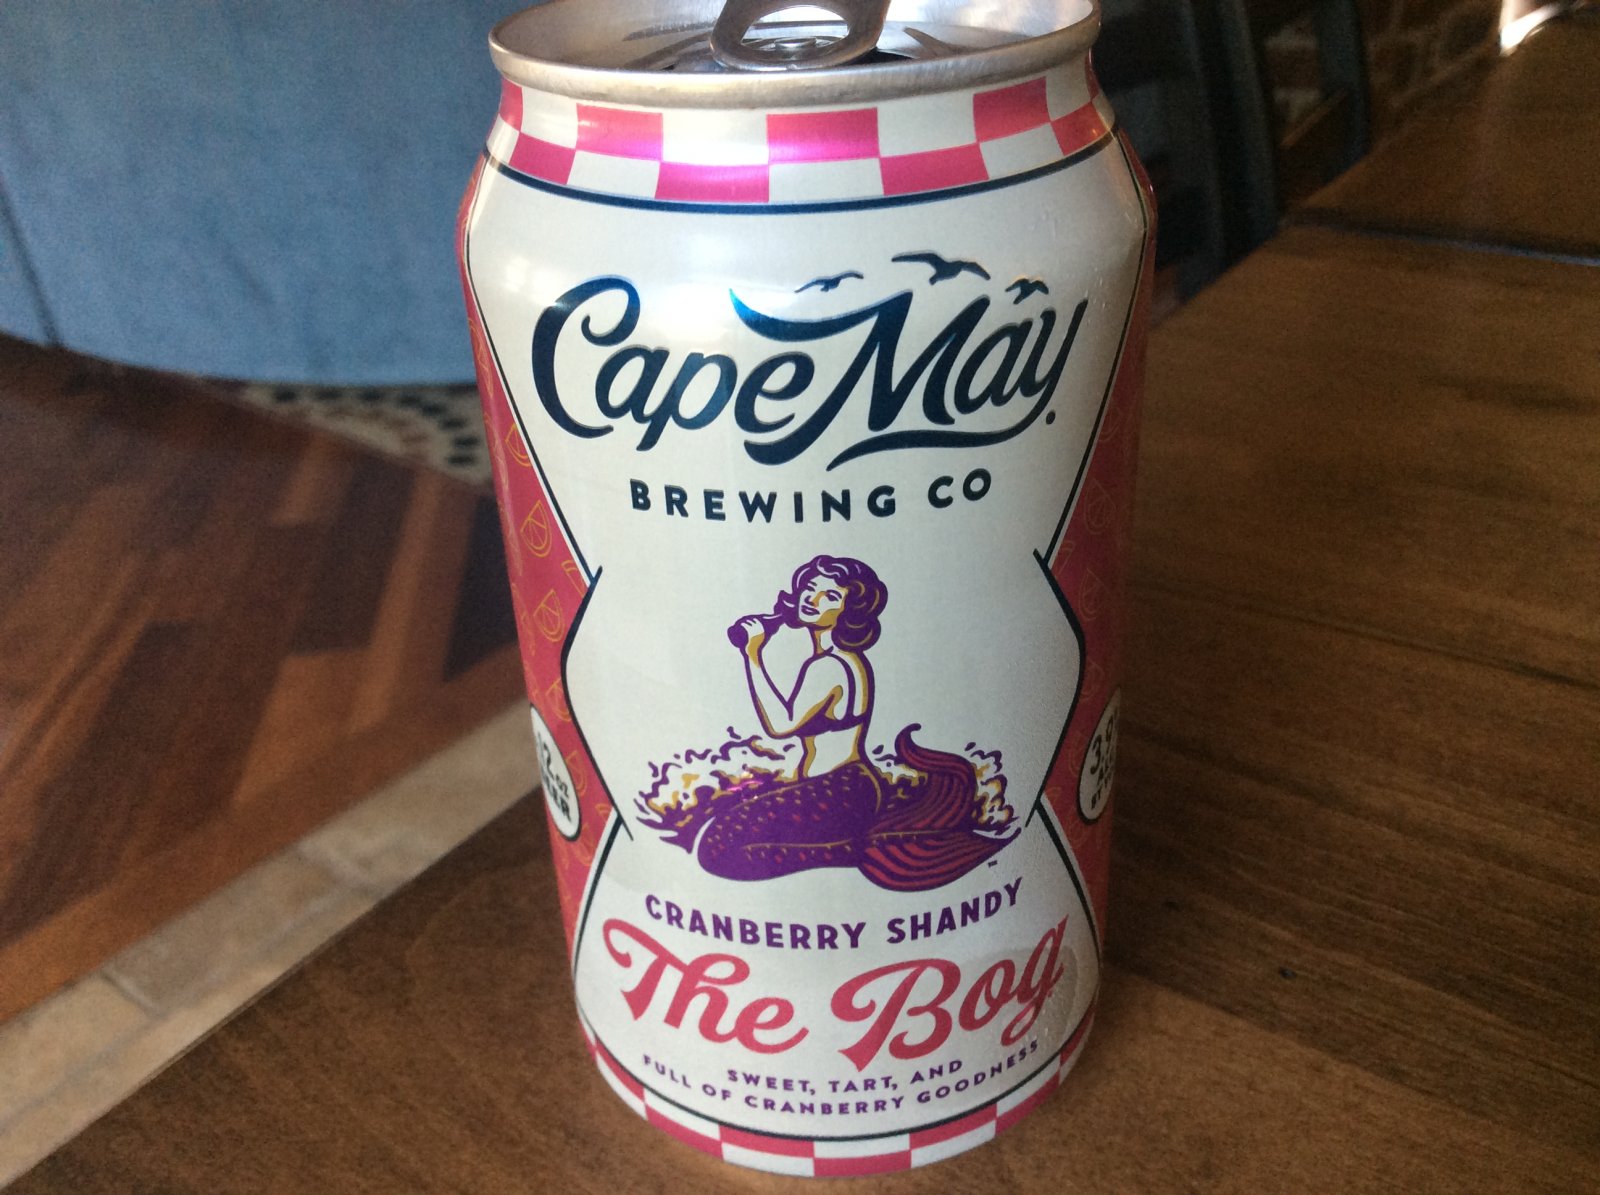 Cape May
BREWING CO
CRANBERRY SHANDY
The Bog
SWEET, TART, AND
FULL OF CRANBERRY GOODNESS